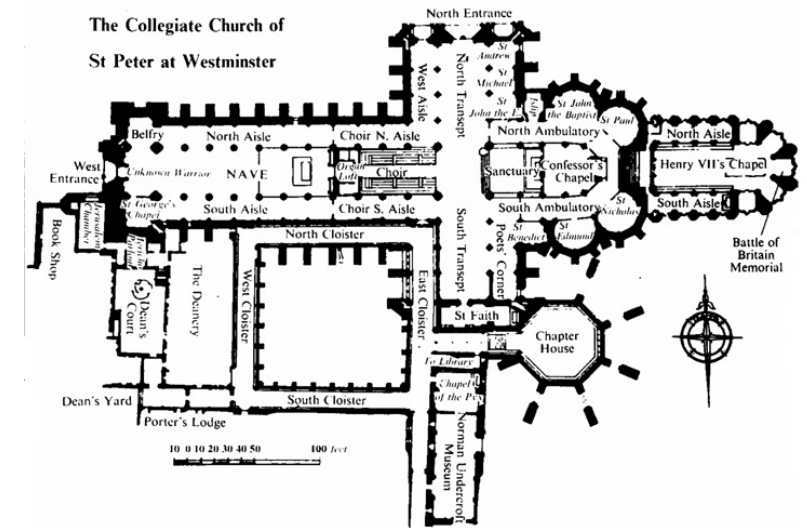 The Collegiate Church of
St Peter at Westminster
North Entrance
West Aisle
North Transept
St
Andrew
St
Michael
St
John the E.
Islip
St John
the Baptist
St Paul
Belfry
North Aisle
Choir N. Aisle
North Ambulatory
North Aisle
West
Entrance
Unknown Warrior
NAVE
Organ
Loft
Choir
Sanctuary
Confessor's
Chapel
Henry VII's Chapel
St George's
Chapel
South Aisle
Choir S. Aisle
South Ambulatory
St
Nicholas
South Aisle
Book Shop
Jerusalem
Chamber
Jericho
Parlour
North Cloister
South Transept
Poets Corner
St
Benedict
St
Edmund
Battle of
Britain
Memorial
Dean's
Court
The Deanery
West Cloister
East Cloister
St Faith
Chapter
House
To Library
Chapel
of the Pyx
Dean's Yard
South Cloister
Porter's Lodge
Norman Undercroft
Museum
10 0 10 20 30 40 50 100 feet